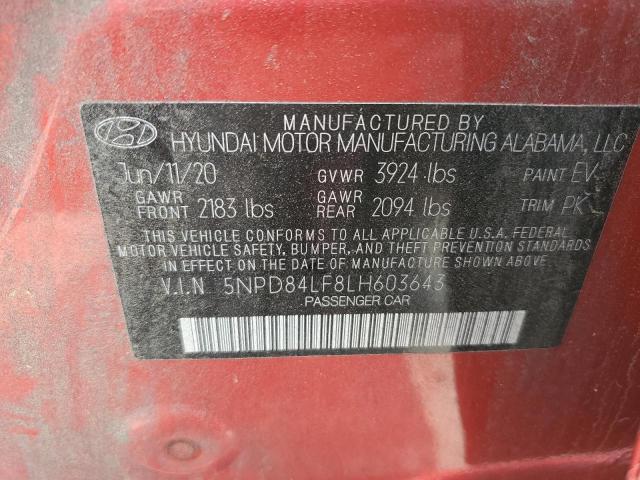 MANUFACTURED BY
HYUNDAI MOTOR MANUFACTURING ALABAMA, LLC
Jun/11/20 GVWR 3924 lbs PAINT EV
GAWR FRONT 2183 lbs GAWR REAR 2094 lbs TRIM PK
THIS VEHICLE CONFORMS TO ALL APPLICABLE U.S.A. FEDERAL
MOTOR VEHICLE SAFETY, BUMPER, AND THEFT PREVENTION STANDARDS
IN EFFECT ON THE DATE OF MANUFACTURE SHOWN ABOVE.
V.I.N 5NPD84LF8LH603643
PASSENGER CAR